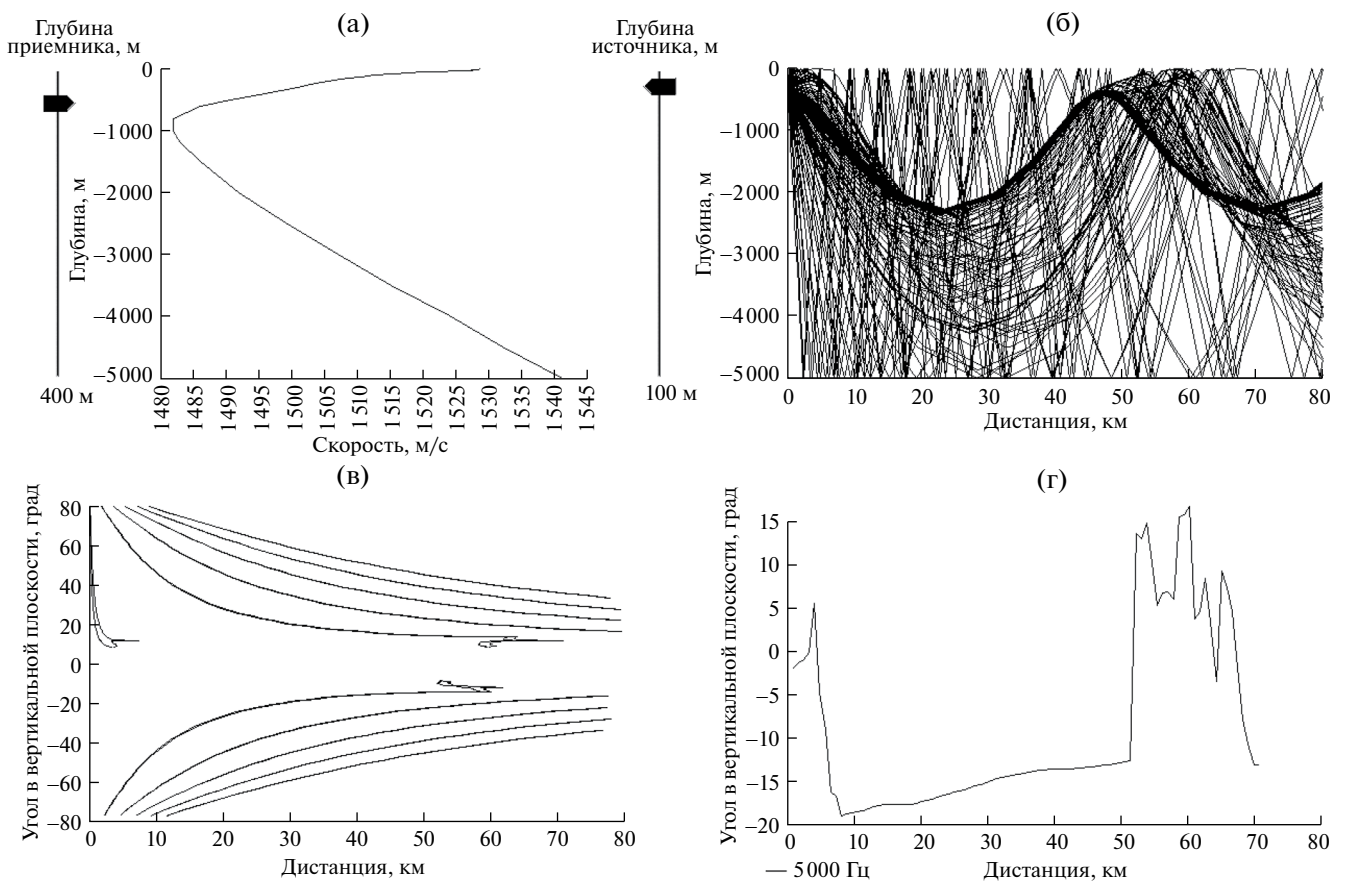 (а)
Глубина
приемника, м
400 м
Глубина, м
0
–1000
–2000
–3000
–4000
–5000
1480
1485
1490
1495
1500
1505
1510
1515
1520
1525
1530
1535
1540
1545
Скорость, м/с
(б)
Глубина
источника, м
100 м
Глубина, м
0
–1000
–2000
–3000
–4000
–5000
0 10 20 30 40 50 60 70 80
Дистанция, км
(в)
Угол в вертикальной плоскости, град
80
60
40
20
0
–20
–40
–60
–80
0 10 20 30 40 50 60 70 80
Дистанция, км
(г)
Угол в вертикальной плоскости, град
15
10
5
0
–5
–10
–15
–20
0 10 20 30 40 50 60 70 80
— 5000 Гц
Дистанция, км